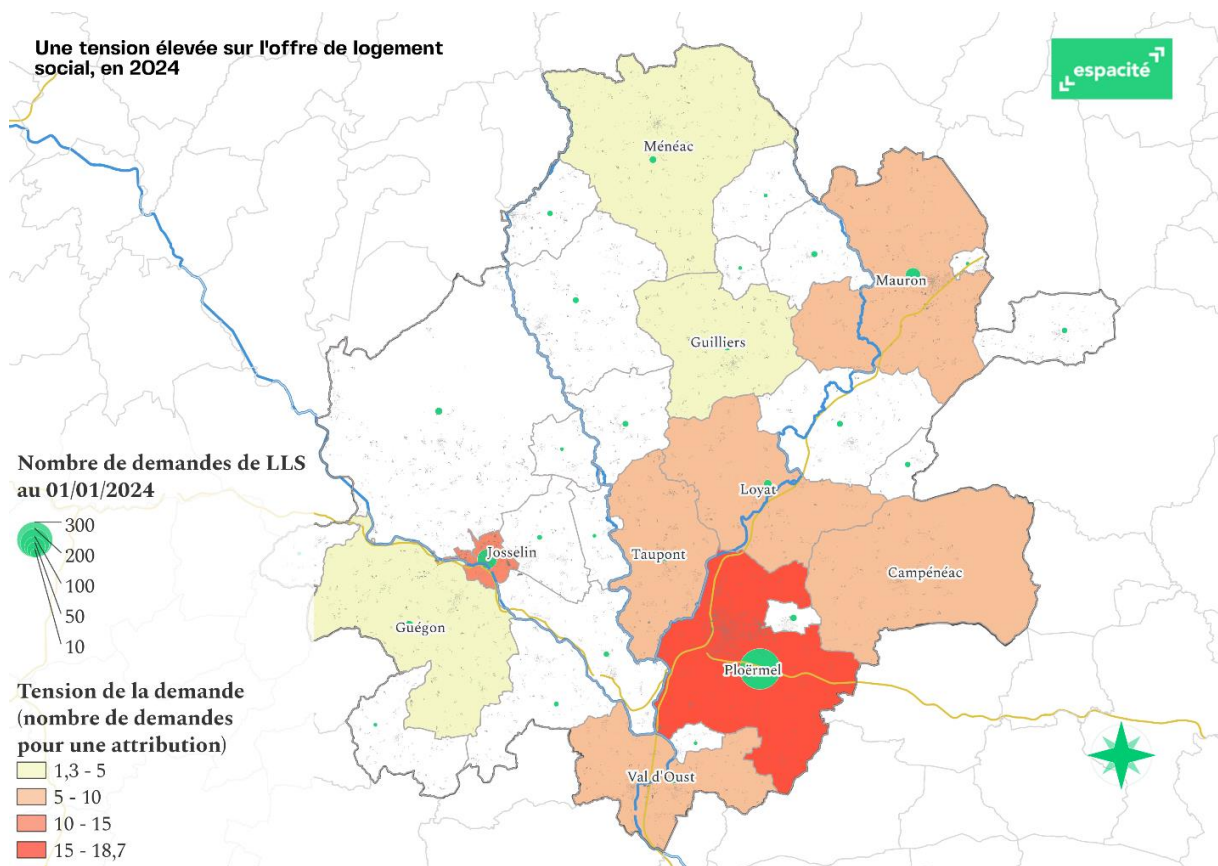 Une tension élevée sur l'offre de logement
social, en 2024
espacité
Ménéac
Mauron
Guilliers
Nombre de demandes de LLS
au 01/01/2024
300
200
100
50
10
Loyat
Josselin
Taupont
Campénéac
Guégon
Ploërmel
Tension de la demande
(nombre de demandes
pour une attribution)
1,3 - 5
5 - 10
10 - 15
15 - 18,7
Val d'Oust